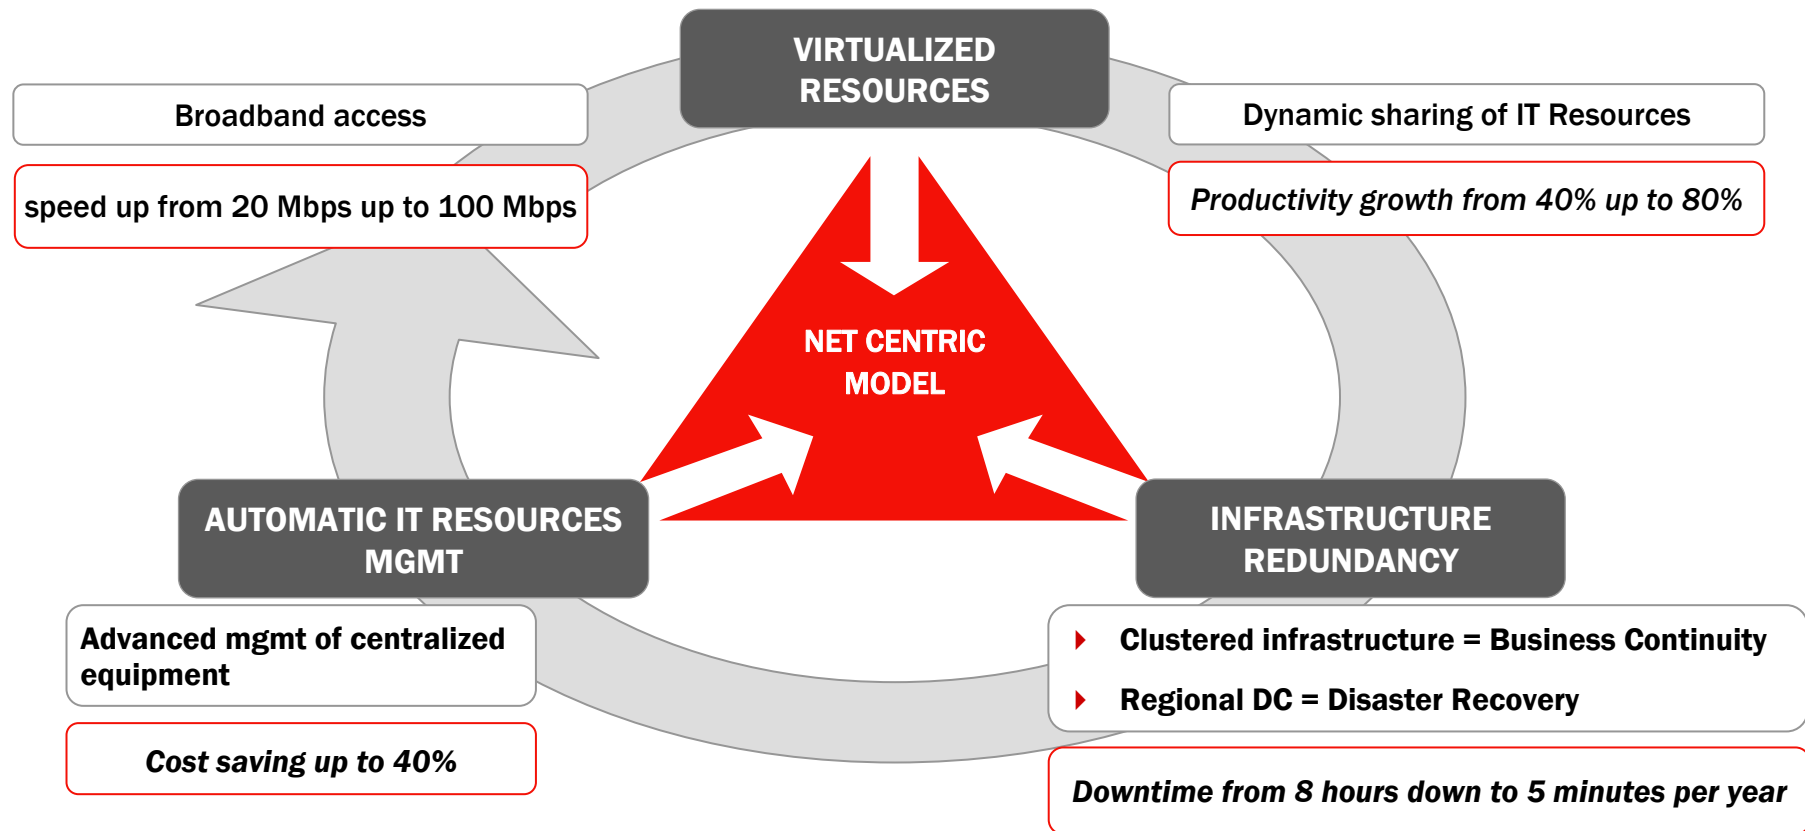 VIRTUALIZED
RESOURCES
Broadband access
speed up from 20 Mbps up to 100 Mbps
Dynamic sharing of IT Resources
Productivity growth from 40% up to 80%
NET CENTRIC
MODEL
AUTOMATIC IT RESOURCES
MGMT
Advanced mgmt of centralized
equipment
Cost saving up to 40%
INFRASTRUCTURE
REDUNDANCY
Clustered infrastructure = Business Continuity
Regional DC = Disaster Recovery
Downtime from 8 hours down to 5 minutes per year